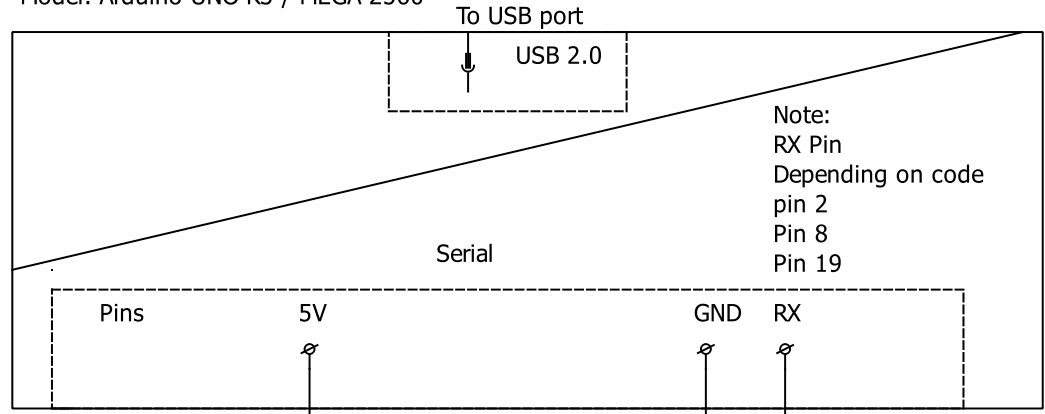 Model: Arduino UNO R3 / MEGA 2560
To USB port
USB 2.0
Note:
RX Pin
Depending on code
pin 2
Pin 8
Pin 19
Serial
Pins 5V GND RX